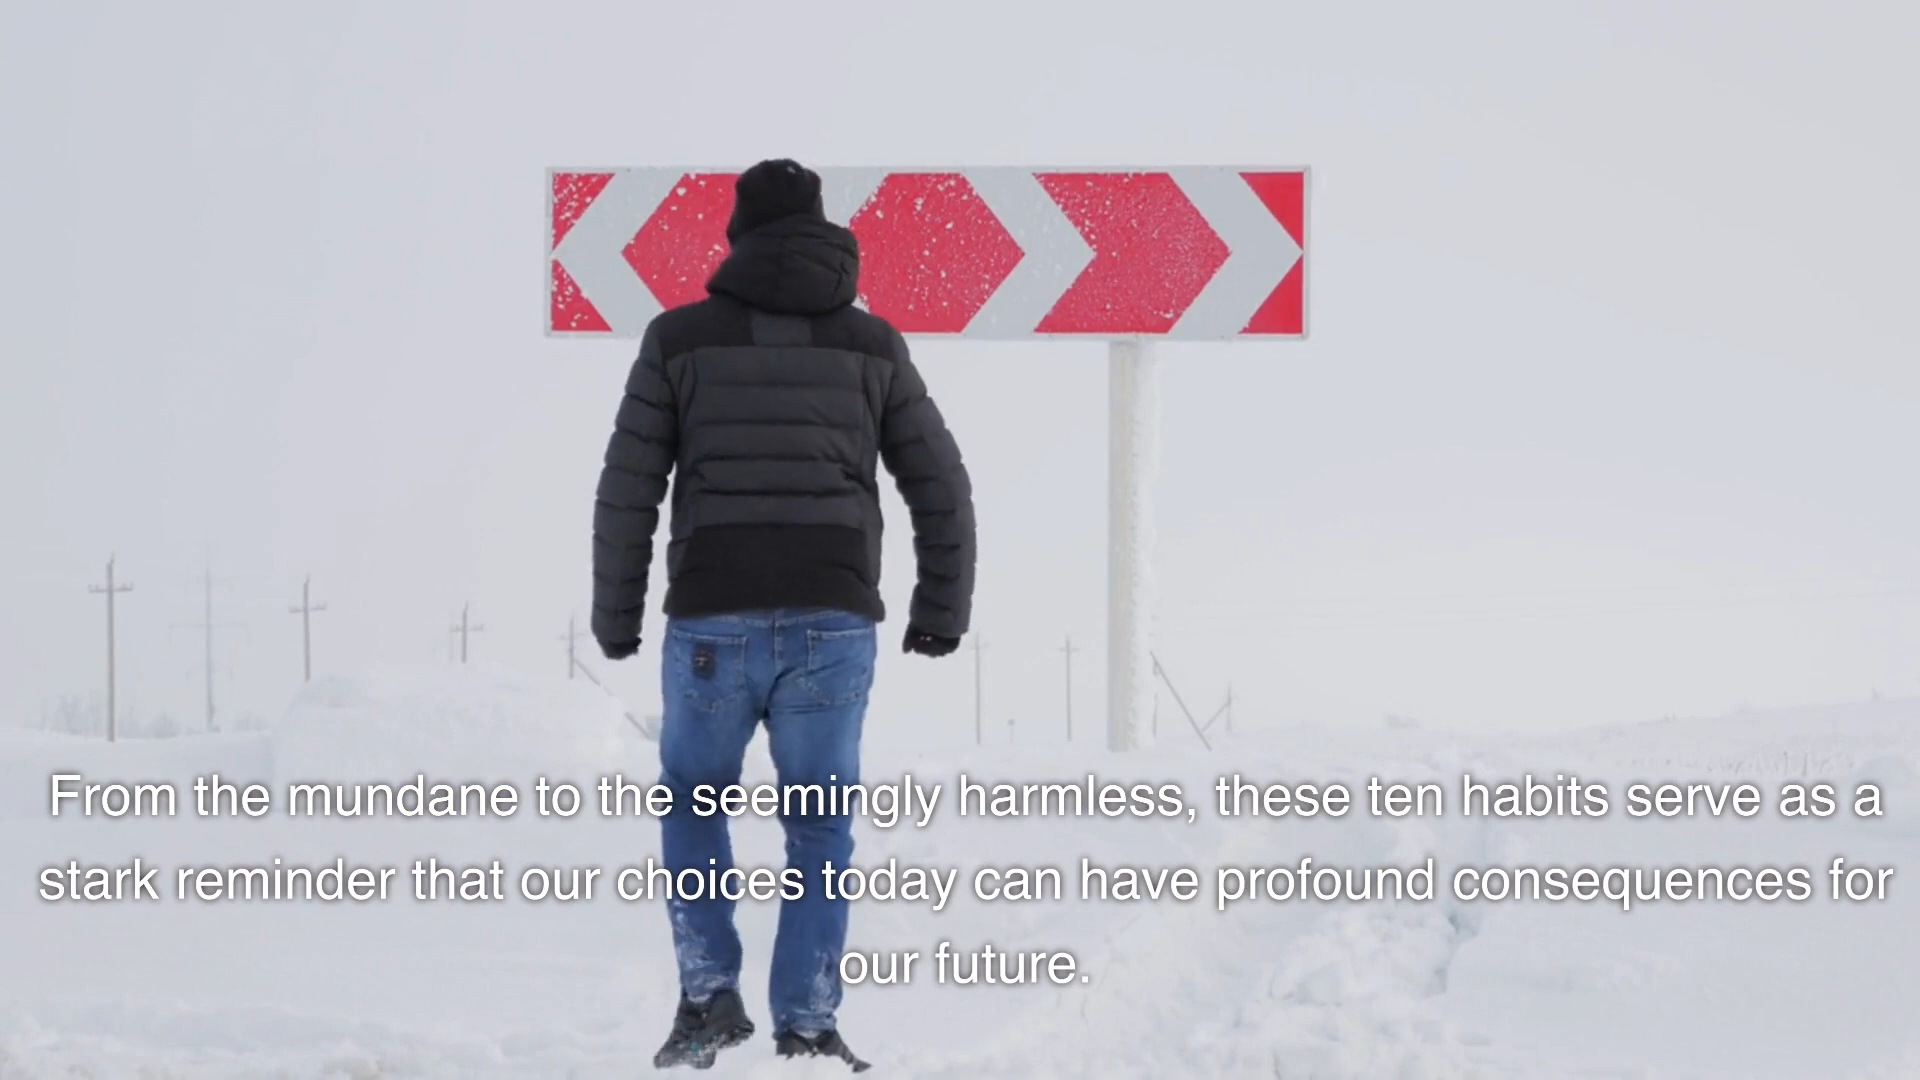 From the mundane to the seemingly harmless, these ten habits serve as a
stark reminder that our choices today can have profound consequences for
our future.